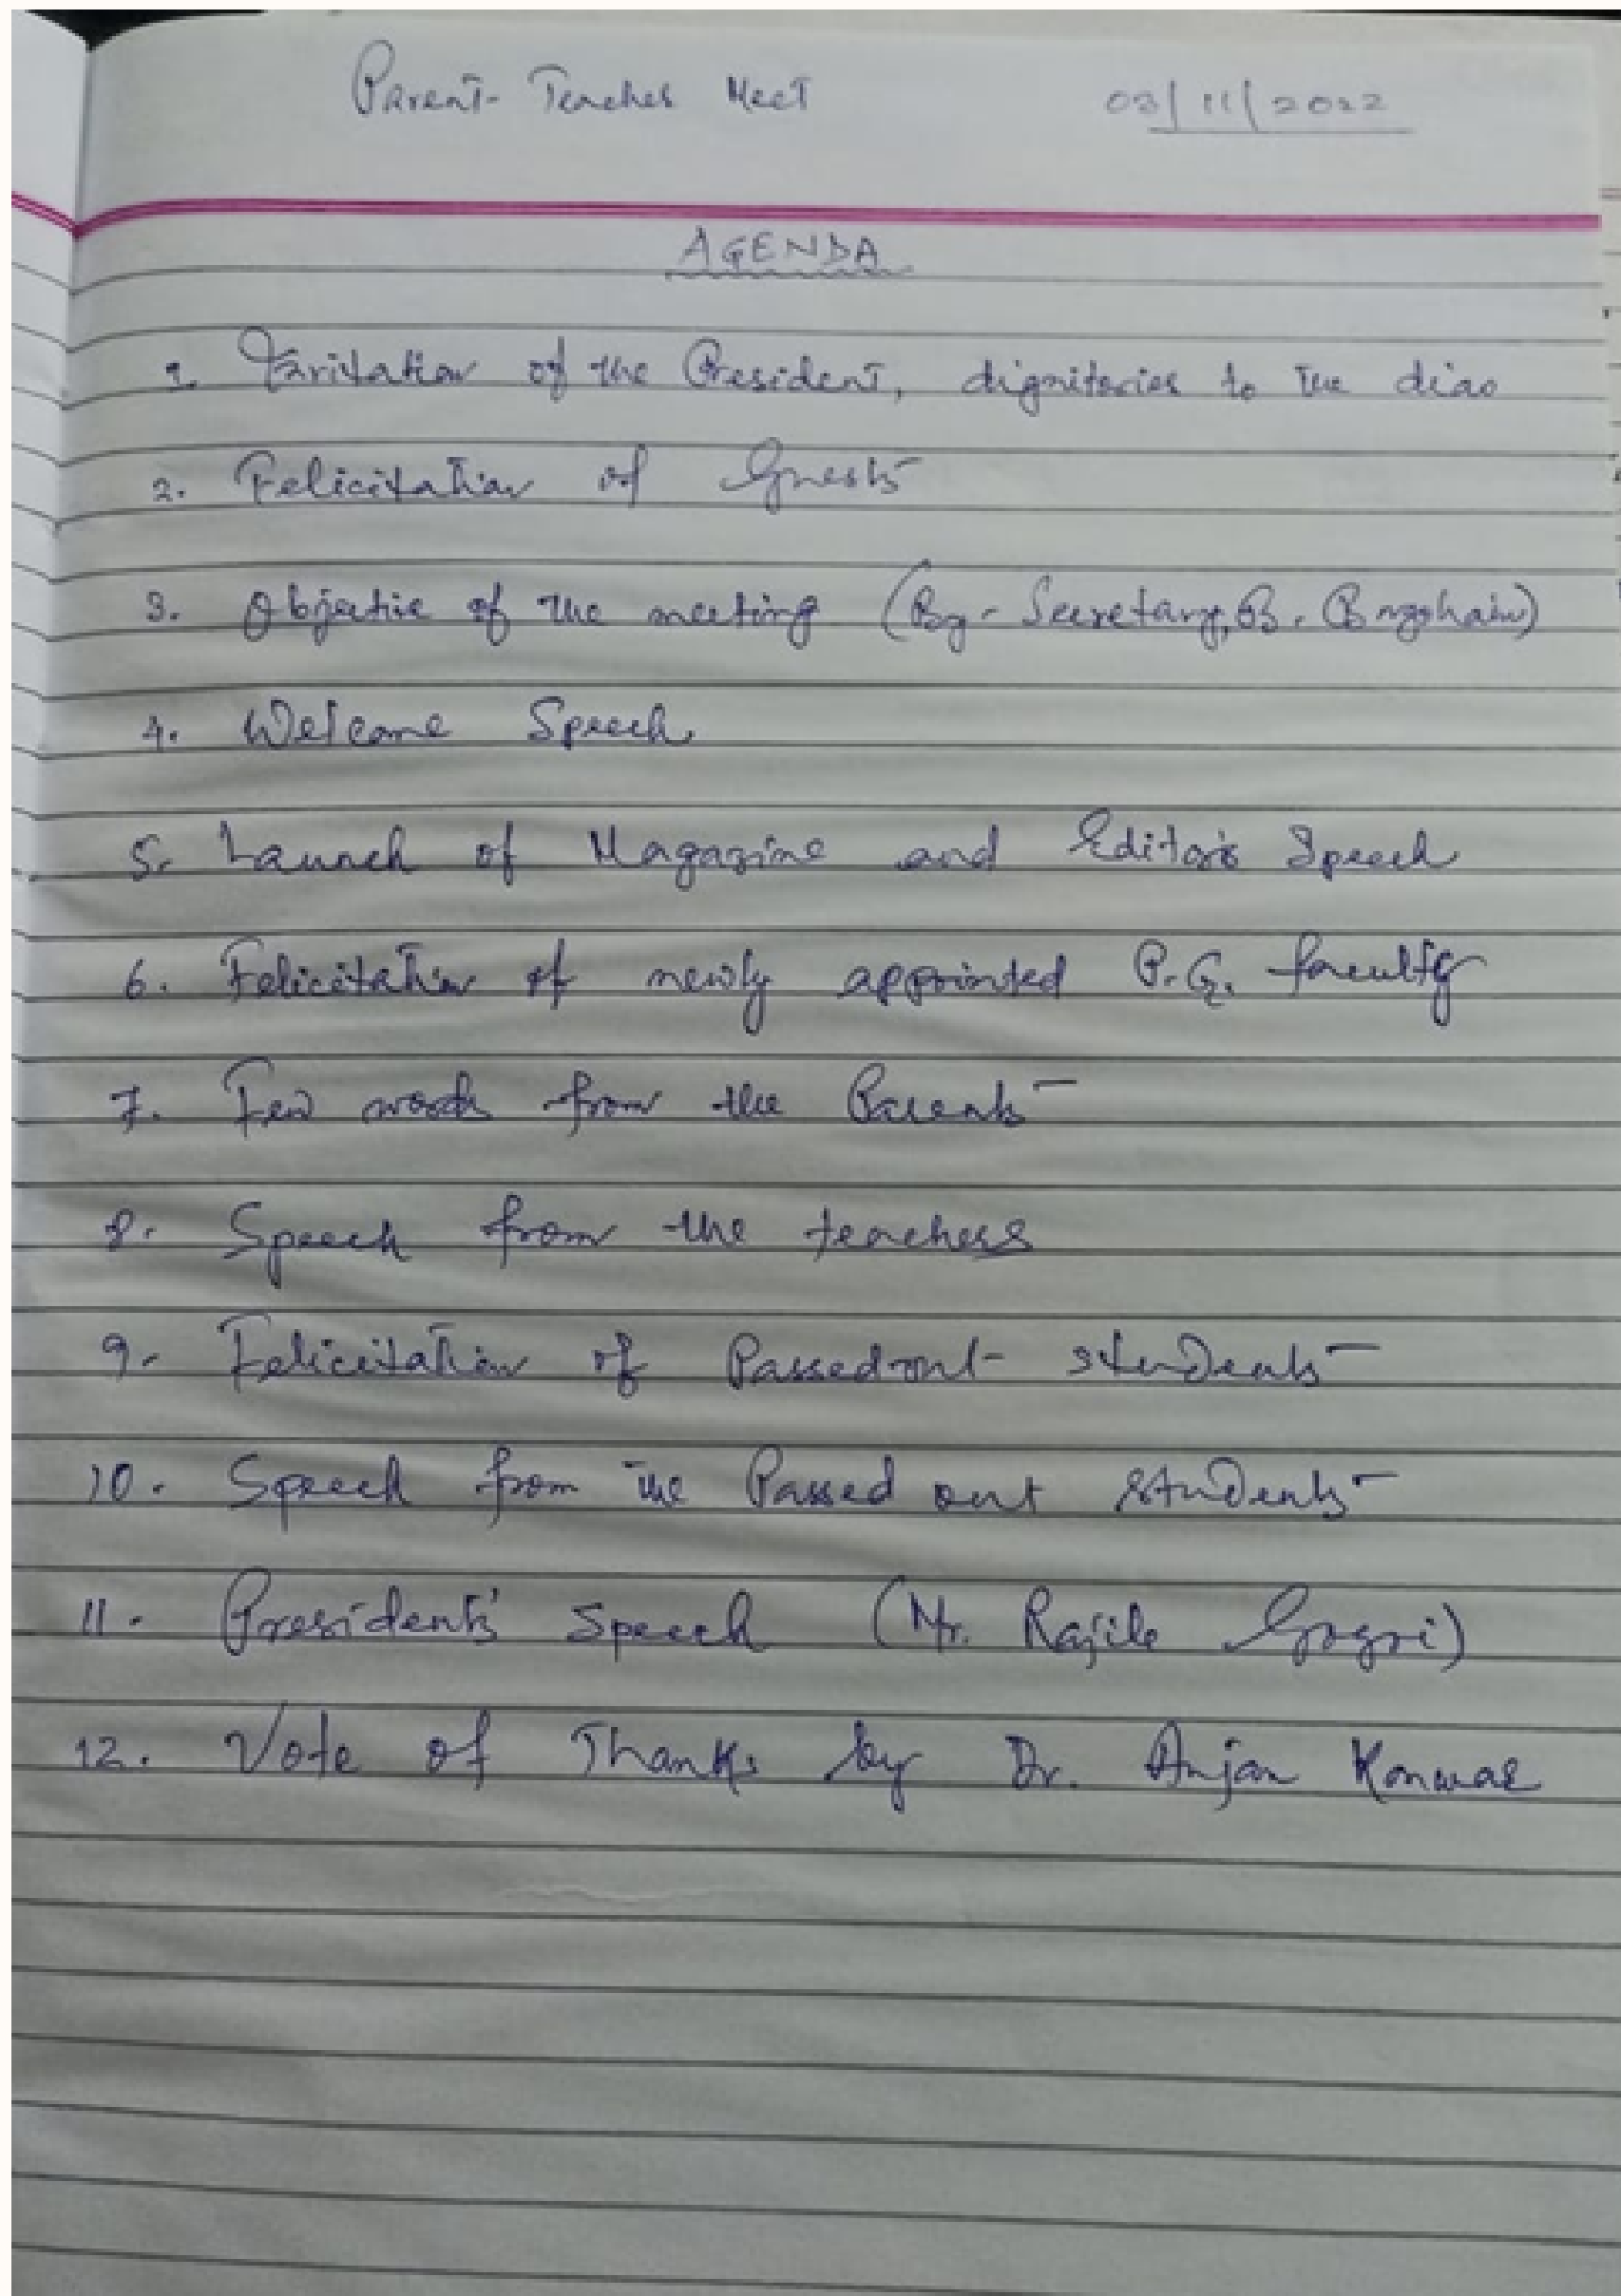 Parent-Teacher Meet 03/11/2022
AGENDA
1. Invitation of the President, dignitories to the dias
2. Felicitation of Guests
3. Objective of the meeting (By- Secretary, B.
4. Welcome Speech.
5. Launch of Magazine and Editor's Speech
6. Felicitation of newly appointed P.G. faculty
7. Few words from the Parents
8. Speech from the teachers
9. Felicitation of Passed-out students
10. Speech from the Passed out students
11. President's Speech (Mr. Gogoi)
12. Vote of Thanks by Dr. Anjan Konwar